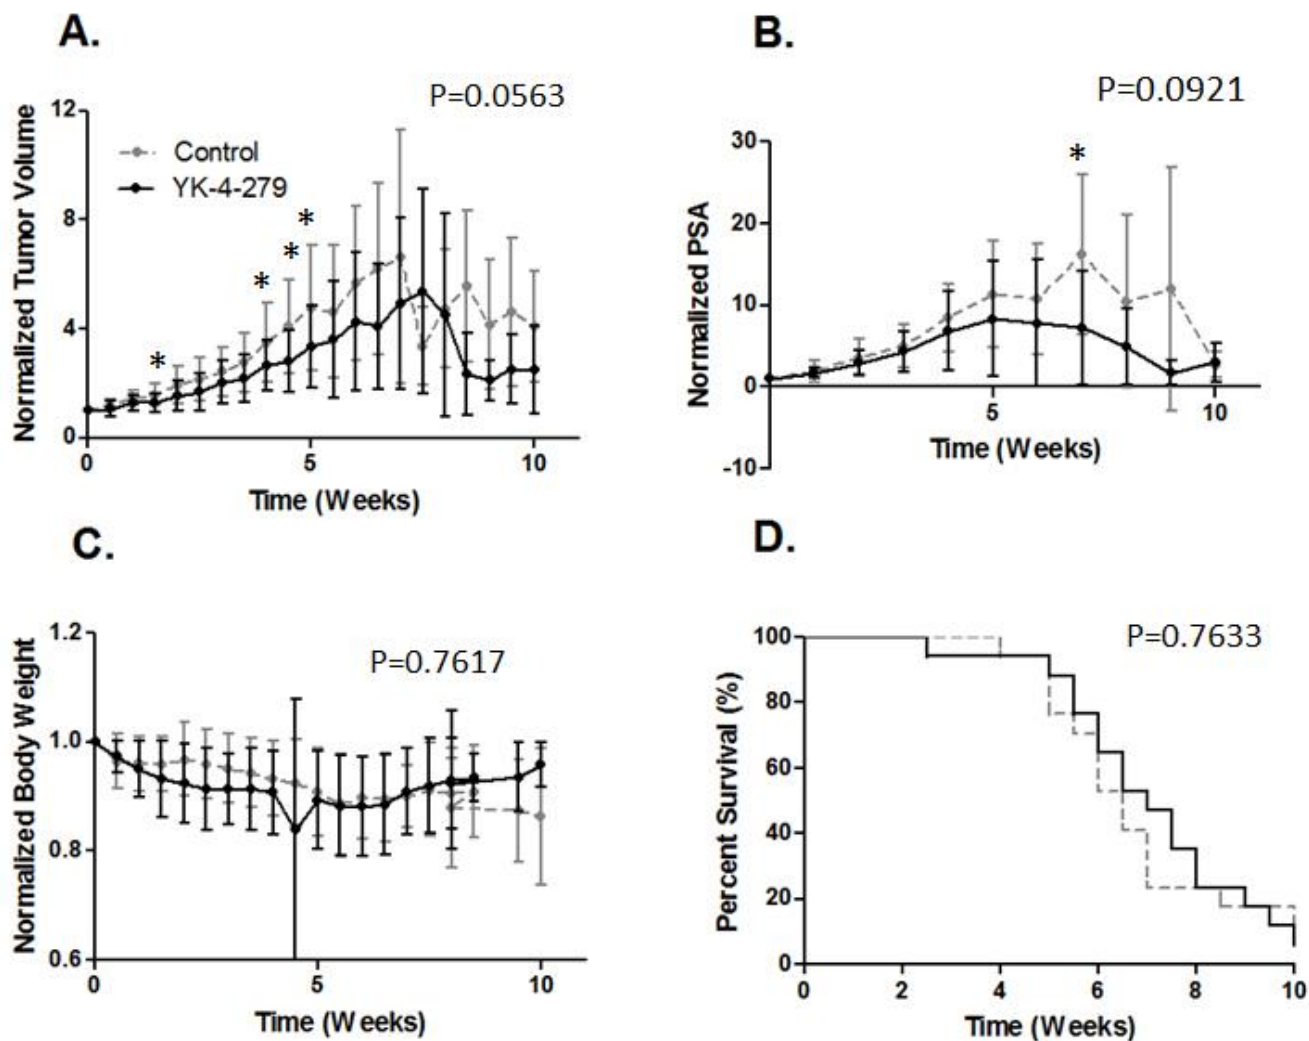 A.
P=0.0563
Normalized Tumor Volume
12
8
4
0
Control
YK-4-279
*
*
*
*
0
5
10
Time (Weeks)
B.
P=0.0921
Normalized PSA
30
20
10
0
-10
*
5
10
Time (Weeks)
C.
P=0.7617
Normalized Body Weight
1.2
1.0
0.8
0.6
0
5
10
Time (Weeks)
D.
P=0.7633
Percent Survival (%)
100
80
60
40
20
0
0
2
4
6
8
10
Time (Weeks)